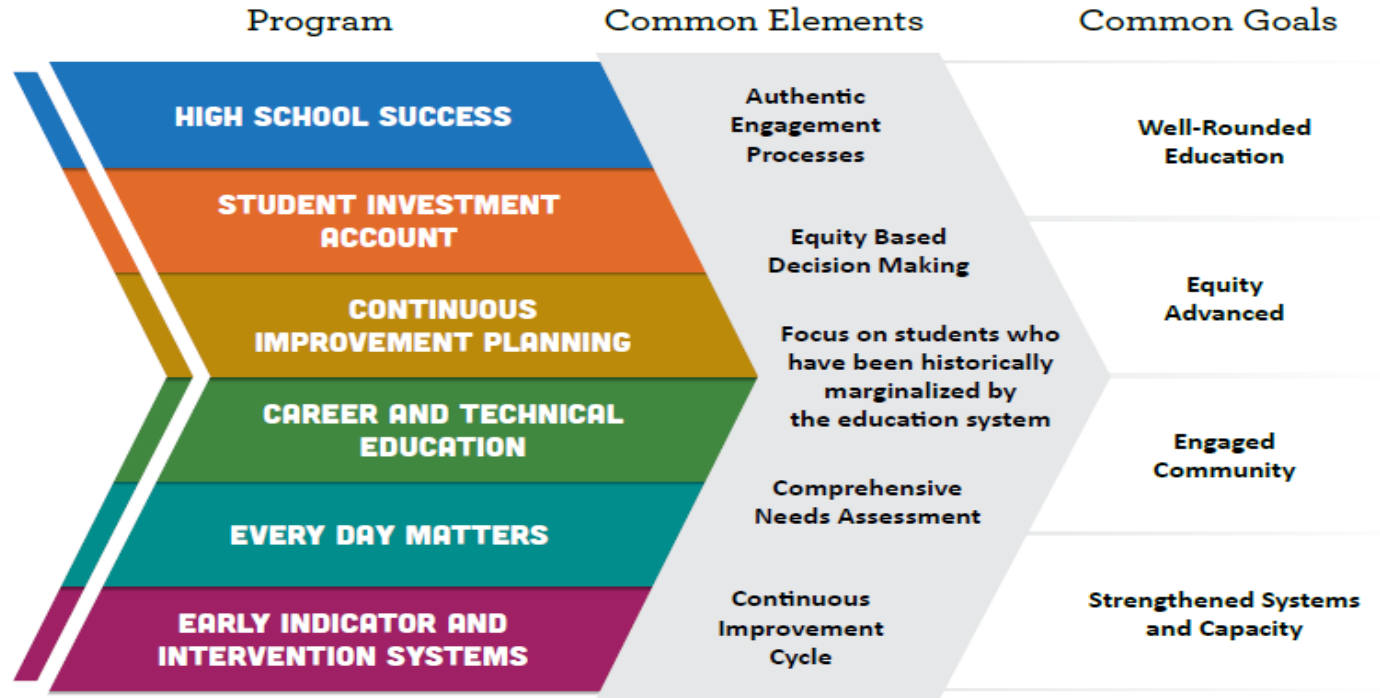 Program
Common Elements
Common Goals
HIGH SCHOOL SUCCESS
STUDENT INVESTMENT
ACCOUNT
CONTINUOUS
IMPROVEMENT PLANNING
CAREER AND TECHNICAL
EDUCATION
EVERY DAY MATTERS
EARLY INDICATOR AND
INTERVENTION SYSTEMS
Authentic
Engagement
Processes
Equity Based
Decision Making
Focus on students who
have been historically
marginalized by
the education system
Comprehensive
Needs Assessment
Continuous
Improvement
Cycle
Well-Rounded
Education
Equity
Advanced
Engaged
Community
Strengthened Systems
and Capacity